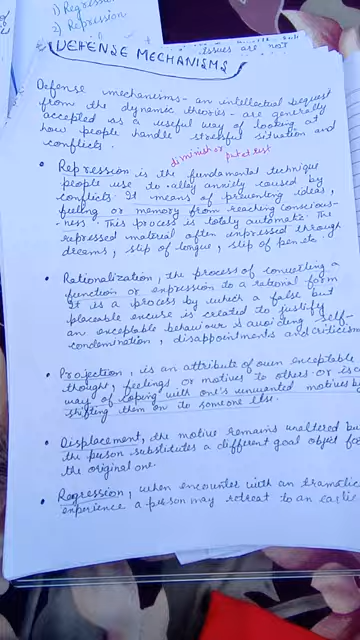 1) Regression
2) Repression
issues are not
DEFENSE MECHANISMS
Defense mechanisms - an intellectual bequest
from the dynamic theories - are generally
accepted as a useful way of looking at
how people handle stressful situation and
conflicts.
diminish or put at rest
• Repression is the fundamental technique
people use to allay anxiety caused by
conflicts. It means of preventing ideas,
feeling or memory from reaching conscious-
-ness. This process is totaly automatic. The
repressed material often expressed through
dreams, slip of tongue, slip of pen etc.
• Rationalization, the process of converting a
function or expression to a rational form
It is a process by which a false but
placeable excuse is created to justify
an exceptable behaviour & avoiding self-
condemnation, disappointments and criticism
• Projection, is an attribute of own exceptable
thought, feelings or motives to others or is a
way of coping with one's unwanted motives by
shifting them on to someone else.
• Displacement, the motive remains unaltered but
the person substitutes a different goal object for
the original one.
• Regression, when encounter with an tramatic
experience a person may retreat to an earlie